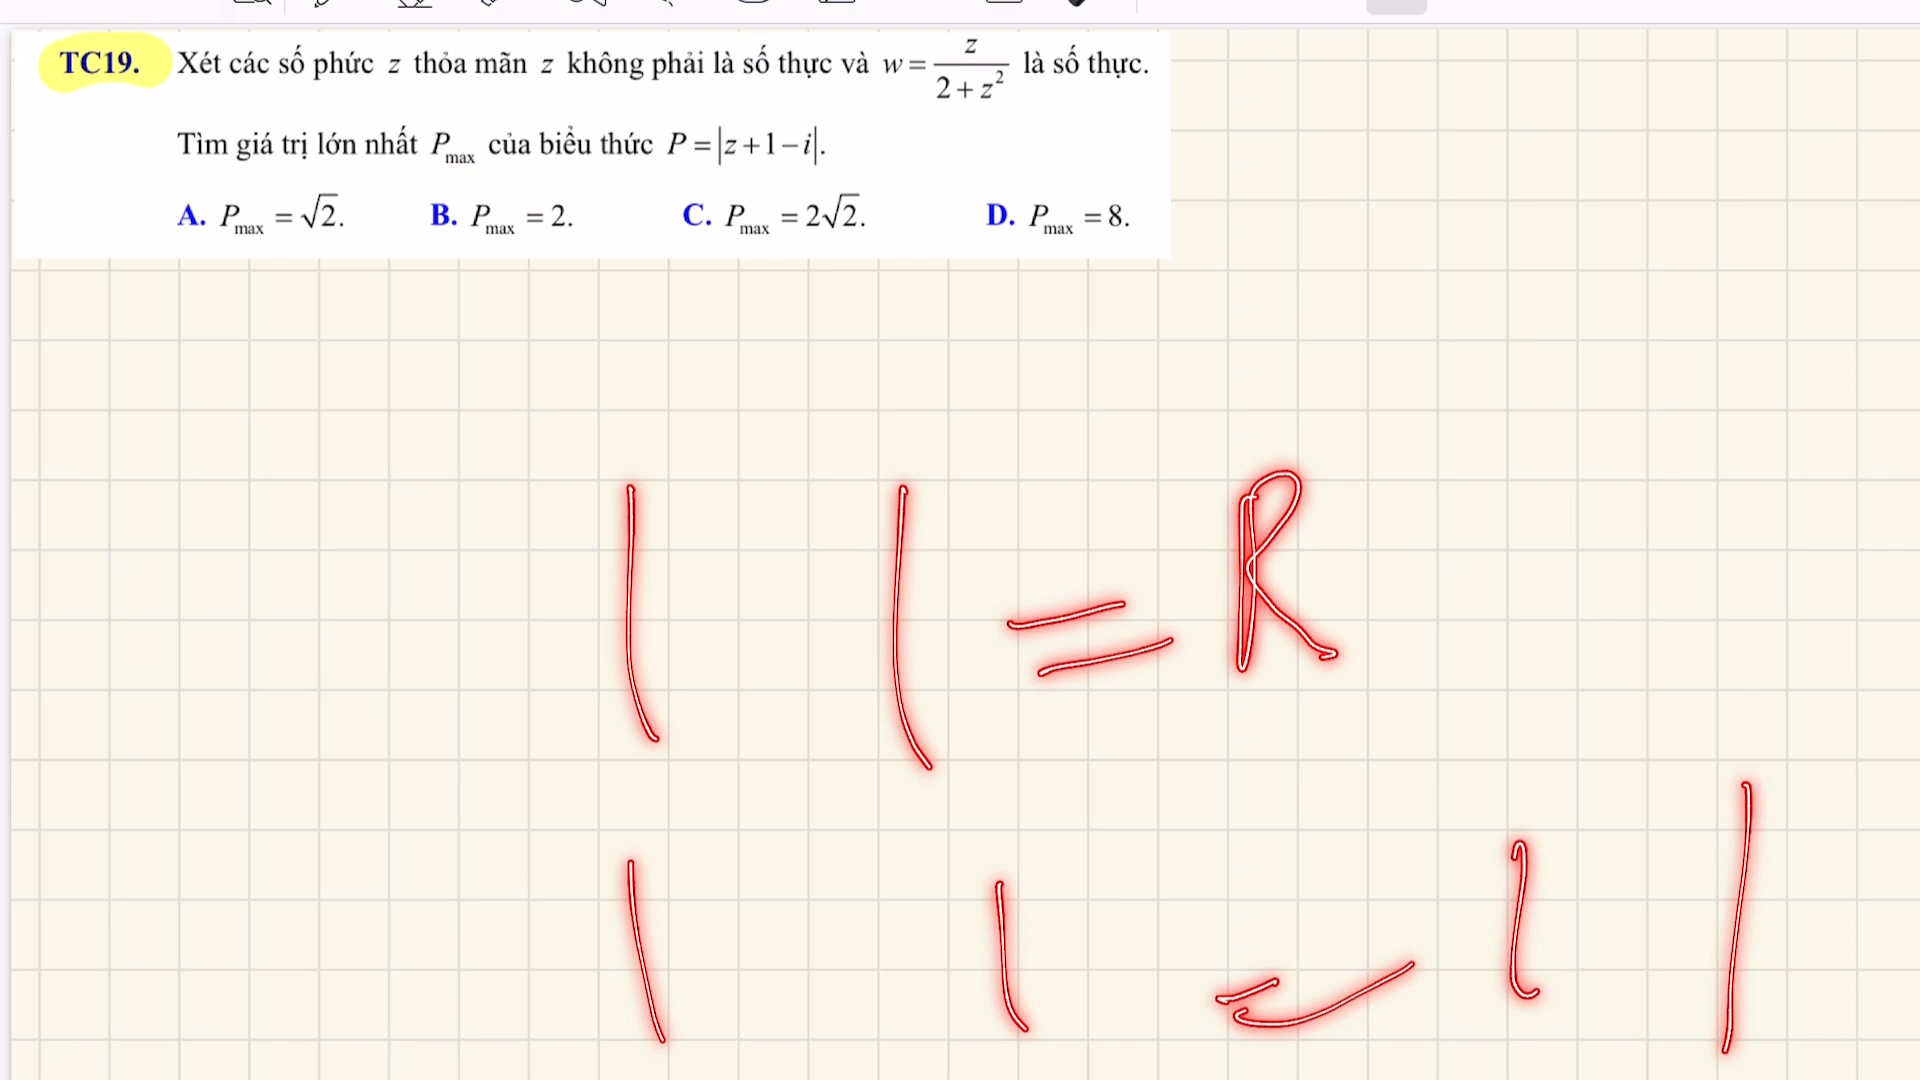 TC19. Xét các số phức z thỏa mãn z không phải là số thực và w = z/(2 + z²) là số thực.
Tìm giá trị lớn nhất P_max của biểu thức P = |z + 1 − i|.
A. P_max = √2. B. P_max = 2. C. P_max = 2√2. D. P_max = 8.
| | = R
| | = | |